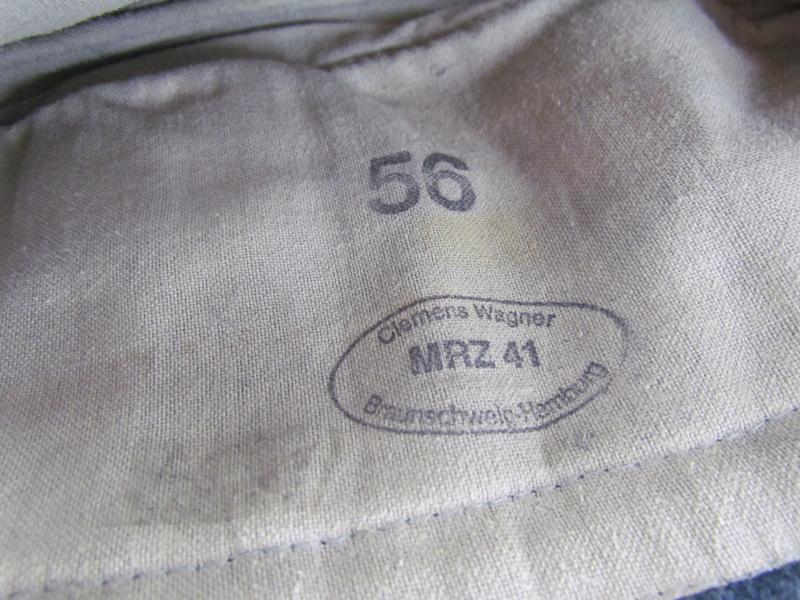 56
Clemens Wagner
MRZ 41
Braunschweig-Hamburg